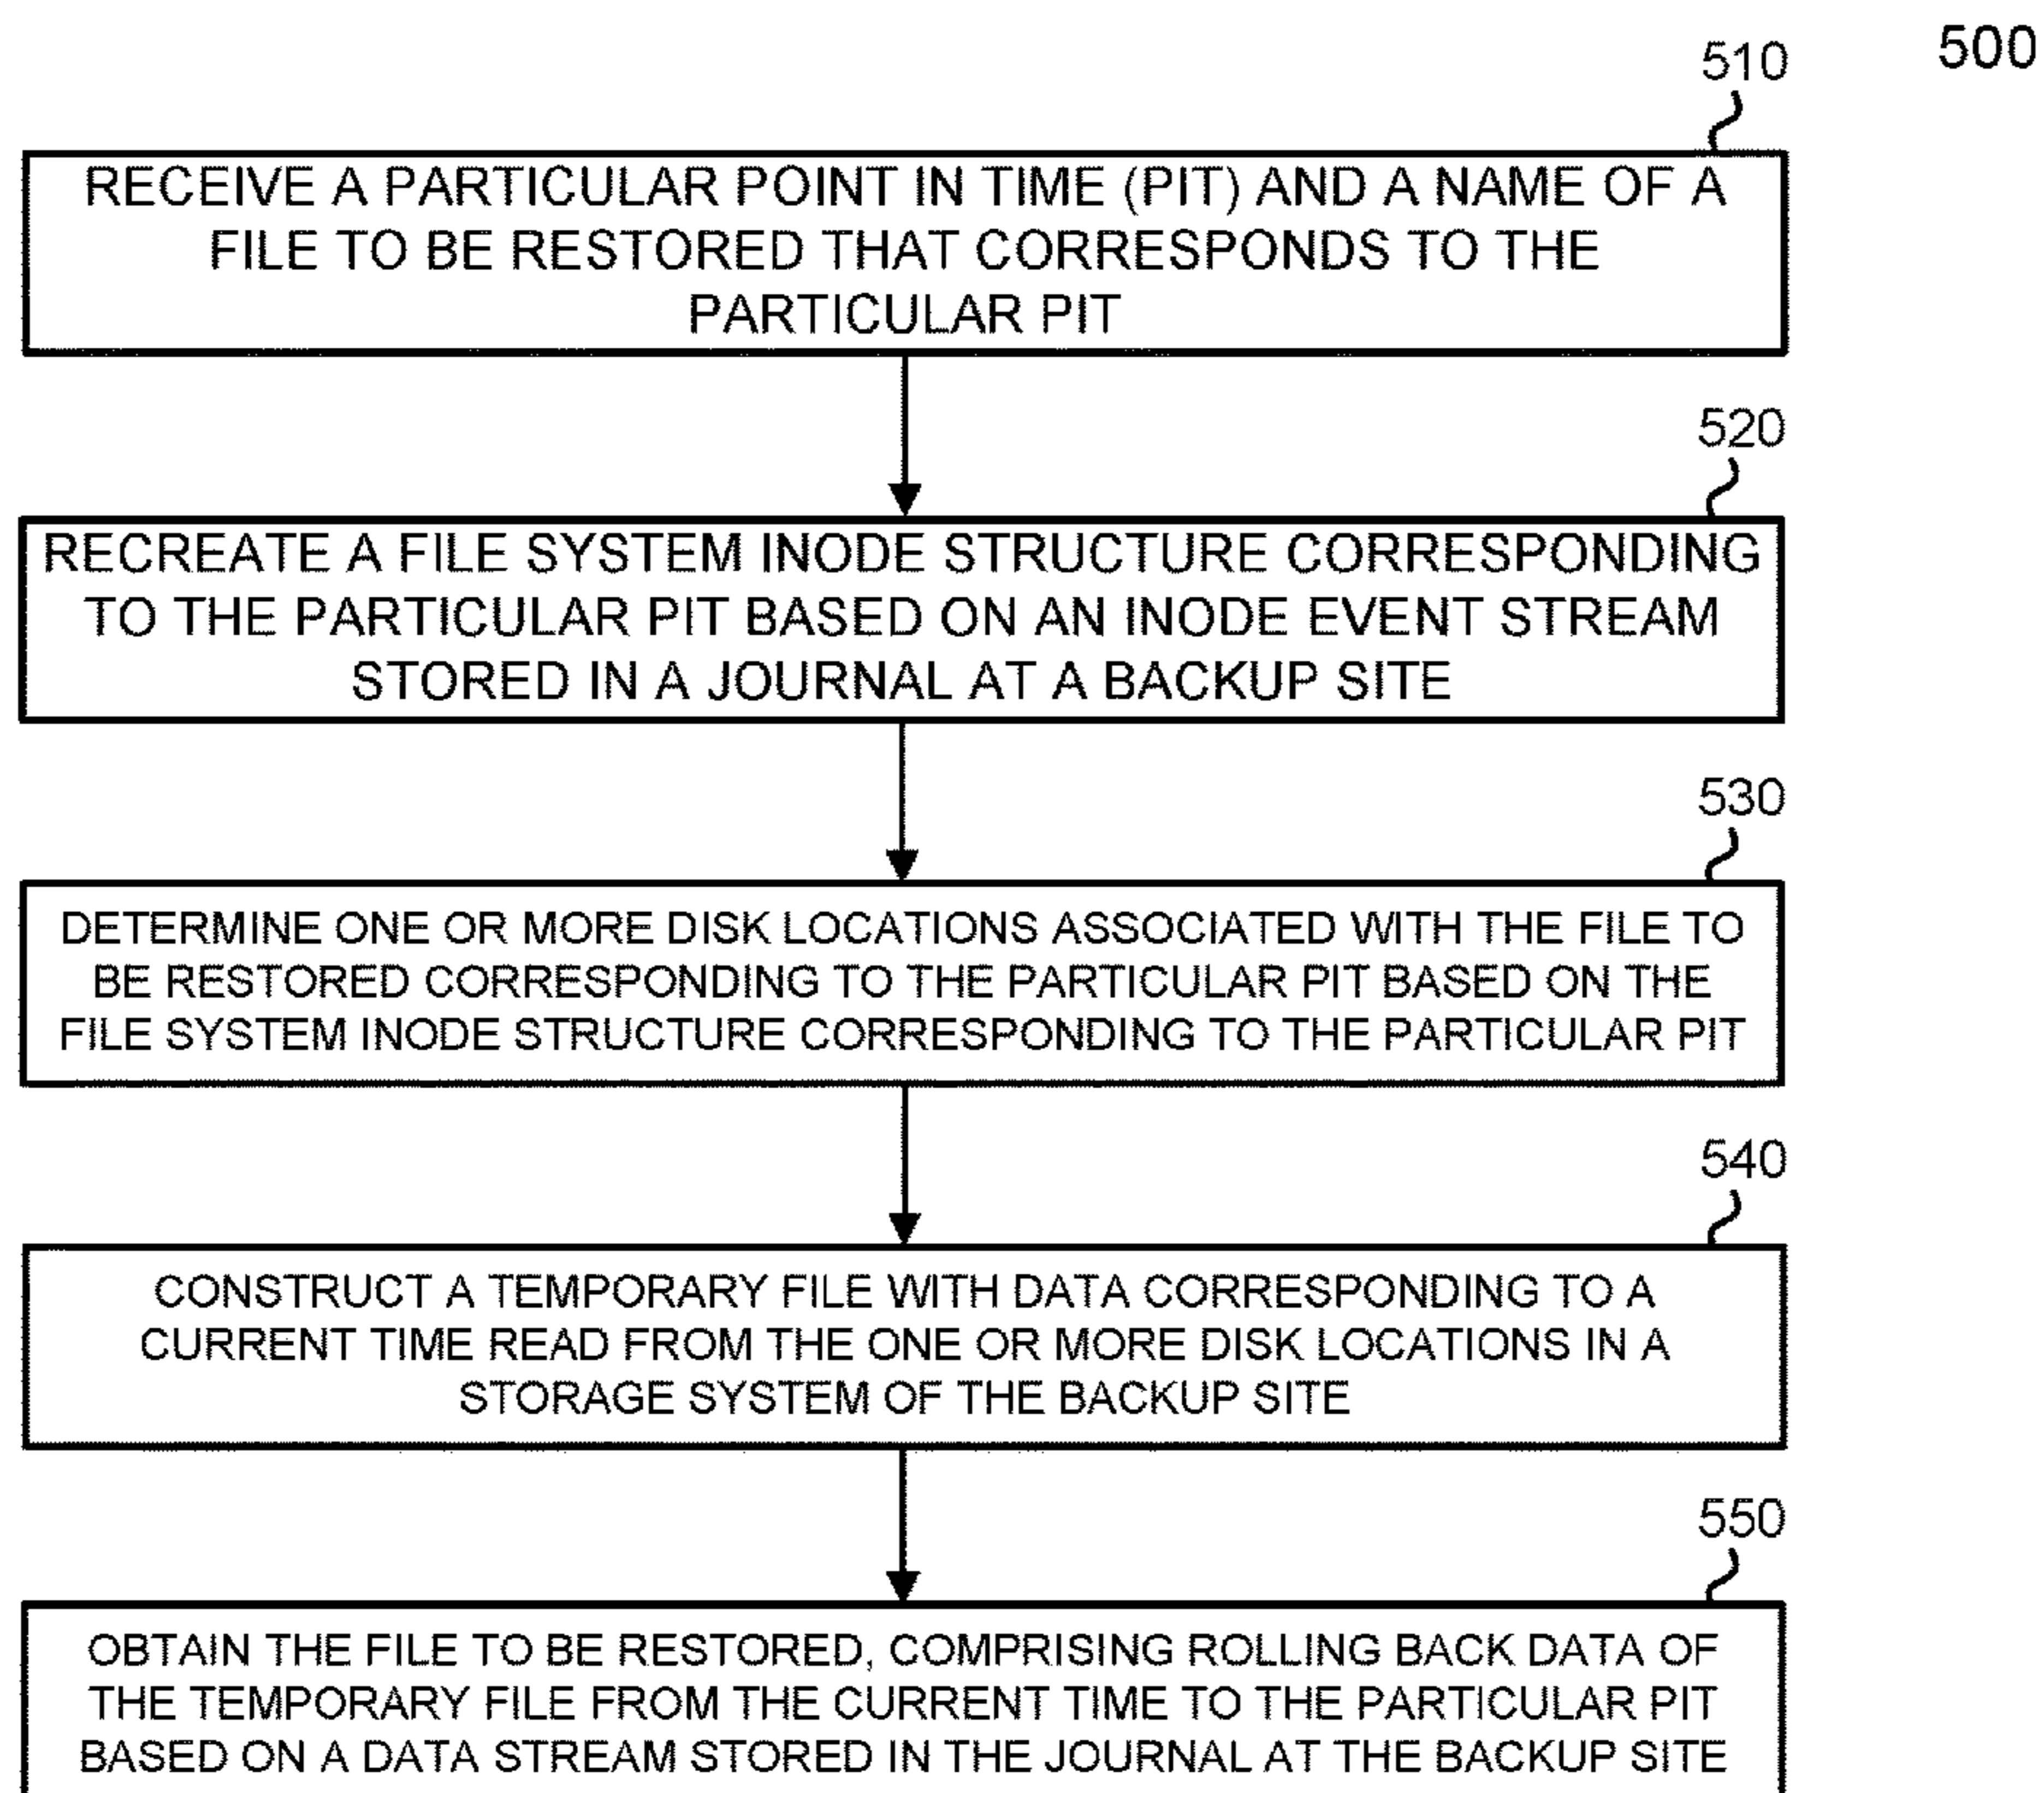 500
510
RECEIVE A PARTICULAR POINT IN TIME (PIT) AND A NAME OF A
FILE TO BE RESTORED THAT CORRESPONDS TO THE
PARTICULAR PIT
520
RECREATE A FILE SYSTEM INODE STRUCTURE CORRESPONDING
TO THE PARTICULAR PIT BASED ON AN INODE EVENT STREAM
STORED IN A JOURNAL AT A BACKUP SITE
530
DETERMINE ONE OR MORE DISK LOCATIONS ASSOCIATED WITH THE FILE TO
BE RESTORED CORRESPONDING TO THE PARTICULAR PIT BASED ON THE
FILE SYSTEM INODE STRUCTURE CORRESPONDING TO THE PARTICULAR PIT
540
CONSTRUCT A TEMPORARY FILE WITH DATA CORRESPONDING TO A
CURRENT TIME READ FROM THE ONE OR MORE DISK LOCATIONS IN A
STORAGE SYSTEM OF THE BACKUP SITE
550
OBTAIN THE FILE TO BE RESTORED, COMPRISING ROLLING BACK DATA OF
THE TEMPORARY FILE FROM THE CURRENT TIME TO THE PARTICULAR PIT
BASED ON A DATA STREAM STORED IN THE JOURNAL AT THE BACKUP SITE